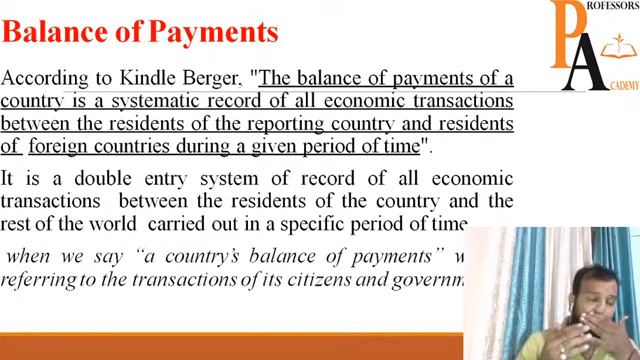 Balance of Payments
PROFESSORS
PA
ACADEMY
According to Kindle Berger, "The balance of payments of a
country is a systematic record of all economic transactions
between the residents of the reporting country and residents
of foreign countries during a given period of time".
It is a double entry system of record of all economic
transactions between the residents of the country and the
rest of the world carried out in a specific period of time
when we say “a country's balance of payments”
referring to the transactions of its citizens and